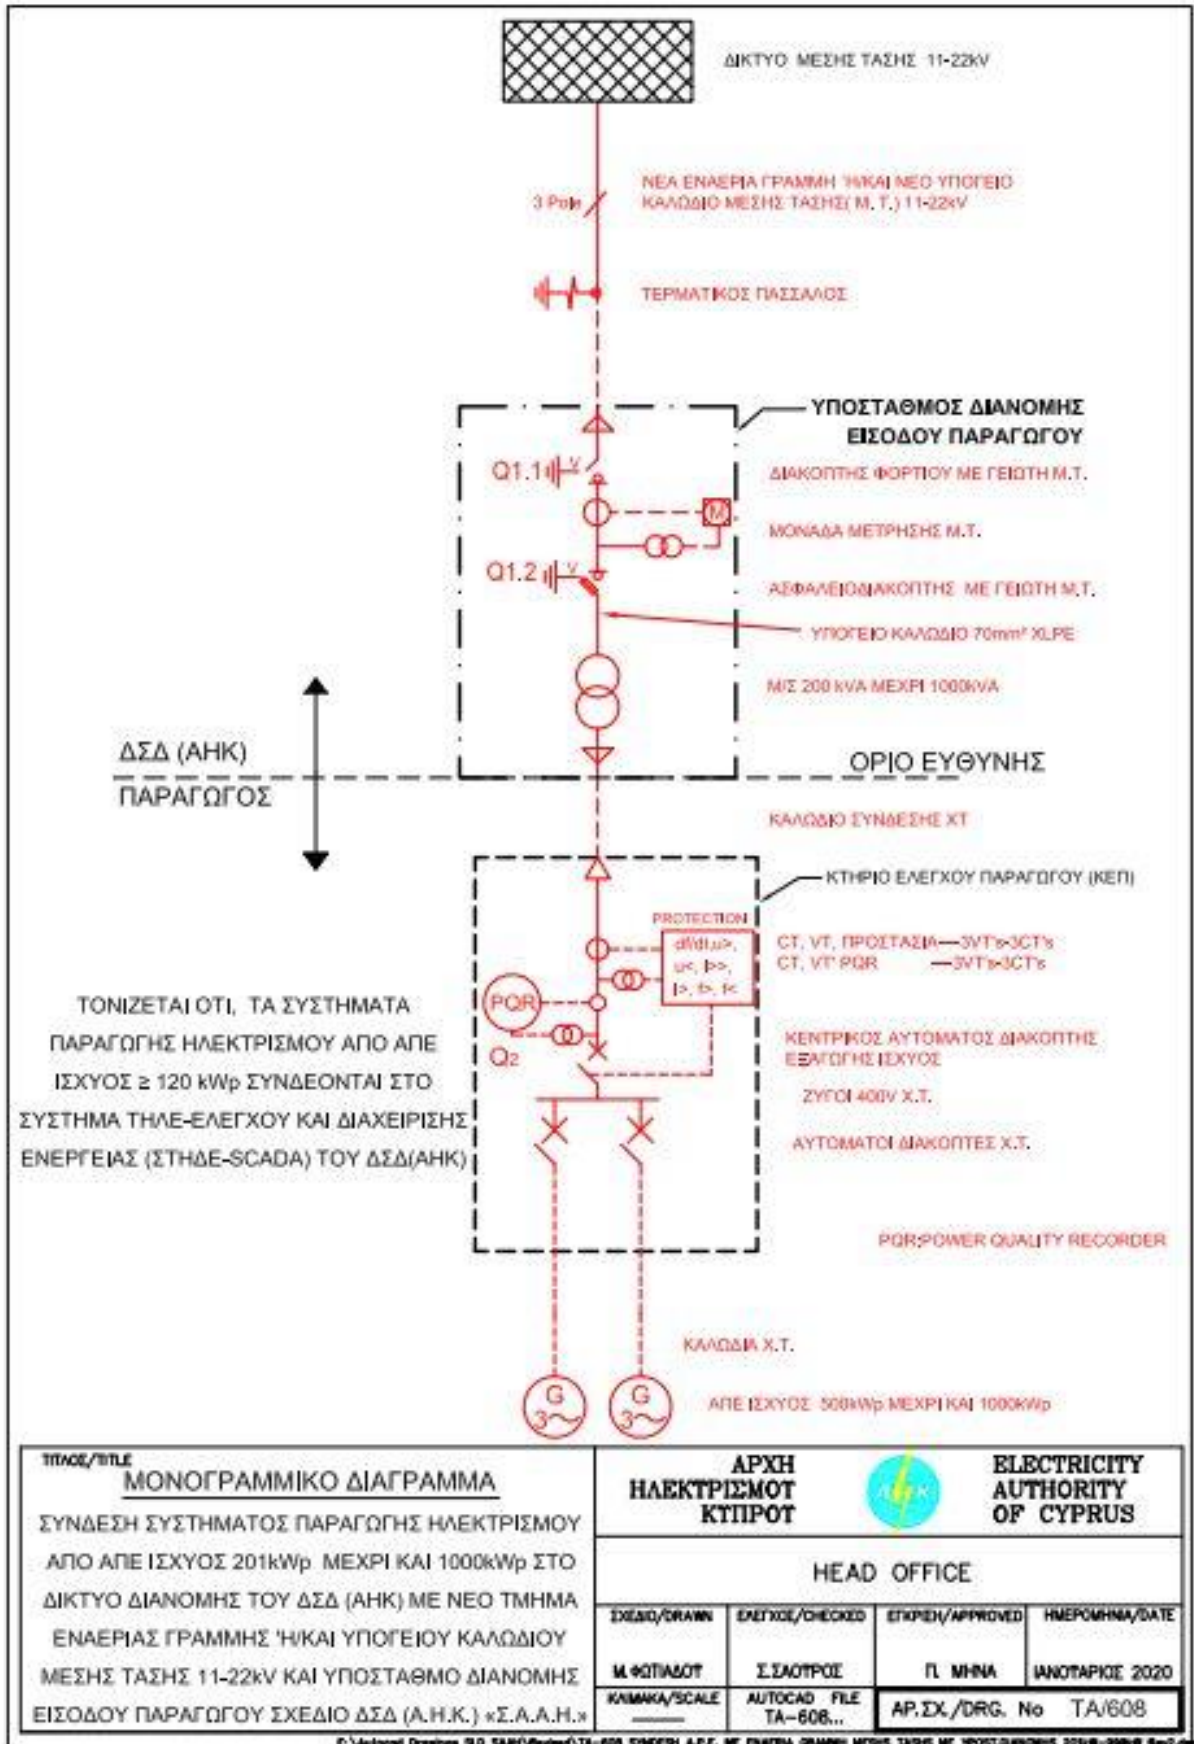 ΔΙΚΤΥΟ ΜΕΣΗΣ ΤΑΣΗΣ 11-22kV
3 Pole
ΝΕΑ ΕΝΑΕΡΙΑ ΓΡΑΜΜΗ 'Η/ΚΑΙ ΝΕΟ ΥΠΟΓΕΙΟ
ΚΑΛΩΔΙΟ ΜΕΣΗΣ ΤΑΣΗΣ( Μ. Τ.) 11-22kV
ΤΕΡΜΑΤΙΚΟΣ ΠΑΣΣΑΛΟΣ
ΥΠΟΣΤΑΘΜΟΣ ΔΙΑΝΟΜΗΣ
ΕΙΣΟΔΟΥ ΠΑΡΑΓΩΓΟΥ
Q1.1
V
ΔΙΑΚΟΠΤΗΣ ΦΟΡΤΙΟΥ ΜΕ ΓΕΙΩΤΗ Μ.Τ.
M
ΜΟΝΑΔΑ ΜΕΤΡΗΣΗΣ Μ.Τ.
Q1.2
V
ΑΣΦΑΛΕΙΟΔΙΑΚΟΠΤΗΣ ΜΕ ΓΕΙΩΤΗ Μ.Τ.
ΥΠΟΓΕΙΟ ΚΑΛΩΔΙΟ 70mm² XLPE
Μ/Σ 200 kVA ΜΕΧΡΙ 1000kVA
ΔΣΔ (ΑΗΚ)
ΟΡΙΟ ΕΥΘΥΝΗΣ
ΠΑΡΑΓΩΓΟΣ
ΚΑΛΩΔΙΟ ΣΥΝΔΕΣΗΣ ΧΤ
ΚΤΗΡΙΟ ΕΛΕΓΧΟΥ ΠΑΡΑΓΩΓΟΥ (ΚΕΠ)
PROTECTION
df/dt,u>,
u<, I>>,
I>, f>, f<
CT, VT, ΠΡΟΣΤΑΣΙΑ—3VT's-3CT's
CT, VT' PQR —3VT's-3CT's
PQR
Q2
ΤΟΝΙΖΕΤΑΙ ΟΤΙ, ΤΑ ΣΥΣΤΗΜΑΤΑ
ΠΑΡΑΓΩΓΗΣ ΗΛΕΚΤΡΙΣΜΟΥ ΑΠΟ ΑΠΕ
ΙΣΧΥΟΣ ≥ 120 kWp ΣΥΝΔΕΟΝΤΑΙ ΣΤΟ
ΣΥΣΤΗΜΑ ΤΗΛΕ-ΕΛΕΓΧΟΥ ΚΑΙ ΔΙΑΧΕΙΡΙΣΗΣ
ΕΝΕΡΓΕΙΑΣ (ΣΤΗΔΕ-SCADA) ΤΟΥ ΔΣΔ(ΑΗΚ)
ΚΕΝΤΡΙΚΟΣ ΑΥΤΟΜΑΤΟΣ ΔΙΑΚΟΠΤΗΣ
ΕΞΑΓΩΓΗΣ ΙΣΧΥΟΣ
ΖΥΓΟΙ 400V Χ.Τ.
ΑΥΤΟΜΑΤΟΙ ΔΙΑΚΟΠΤΕΣ Χ.Τ.
PQR:POWER QUALITY RECORDER
ΚΑΛΩΔΙΑ Χ.Τ.
G
3~
G
3~
ΑΠΕ ΙΣΧΥΟΣ 500kWp ΜΕΧΡΙ ΚΑΙ 1000kWp
ΤΙΤΛΟΣ/TITLE
ΜΟΝΟΓΡΑΜΜΙΚΟ ΔΙΑΓΡΑΜΜΑ
ΣΥΝΔΕΣΗ ΣΥΣΤΗΜΑΤΟΣ ΠΑΡΑΓΩΓΗΣ ΗΛΕΚΤΡΙΣΜΟΥ
ΑΠΟ ΑΠΕ ΙΣΧΥΟΣ 201kWp ΜΕΧΡΙ ΚΑΙ 1000kWp ΣΤΟ
ΔΙΚΤΥΟ ΔΙΑΝΟΜΗΣ ΤΟΥ ΔΣΔ (ΑΗΚ) ΜΕ ΝΕΟ ΤΜΗΜΑ
ΕΝΑΕΡΙΑΣ ΓΡΑΜΜΗΣ 'Η/ΚΑΙ ΥΠΟΓΕΙΟΥ ΚΑΛΩΔΙΟΥ
ΜΕΣΗΣ ΤΑΣΗΣ 11-22kV ΚΑΙ ΥΠΟΣΤΑΘΜΟ ΔΙΑΝΟΜΗΣ
ΕΙΣΟΔΟΥ ΠΑΡΑΓΩΓΟΥ ΣΧΕΔΙΟ ΔΣΔ (Α.Η.Κ.) «Σ.Α.Α.Η.»
ΑΡΧΗ
ΗΛΕΚΤΡΙΣΜΟΥ
ΚΥΠΡΟΥ
ΑΗΚ
ELECTRICITY
AUTHORITY
OF CYPRUS
HEAD OFFICE
ΣΧΕΔΙΟ/DRAWN
ΕΛΕΓΧΟΣ/CHECKED
ΕΓΚΡΙΣΗ/APPROVED
ΗΜΕΡΟΜΗΝΙΑ/DATE
Μ.ΦΩΤΙΑΔΟΥ
Σ.ΣΑΟΥΡΟΣ
Π. ΜΗΝΑ
ΙΑΝΟΥΑΡΙΟΣ 2020
ΚΛΙΜΑΚΑ/SCALE
AUTOCAD FILE
TA-608...
ΑΡ.ΣΧ./DRG. No TA/608